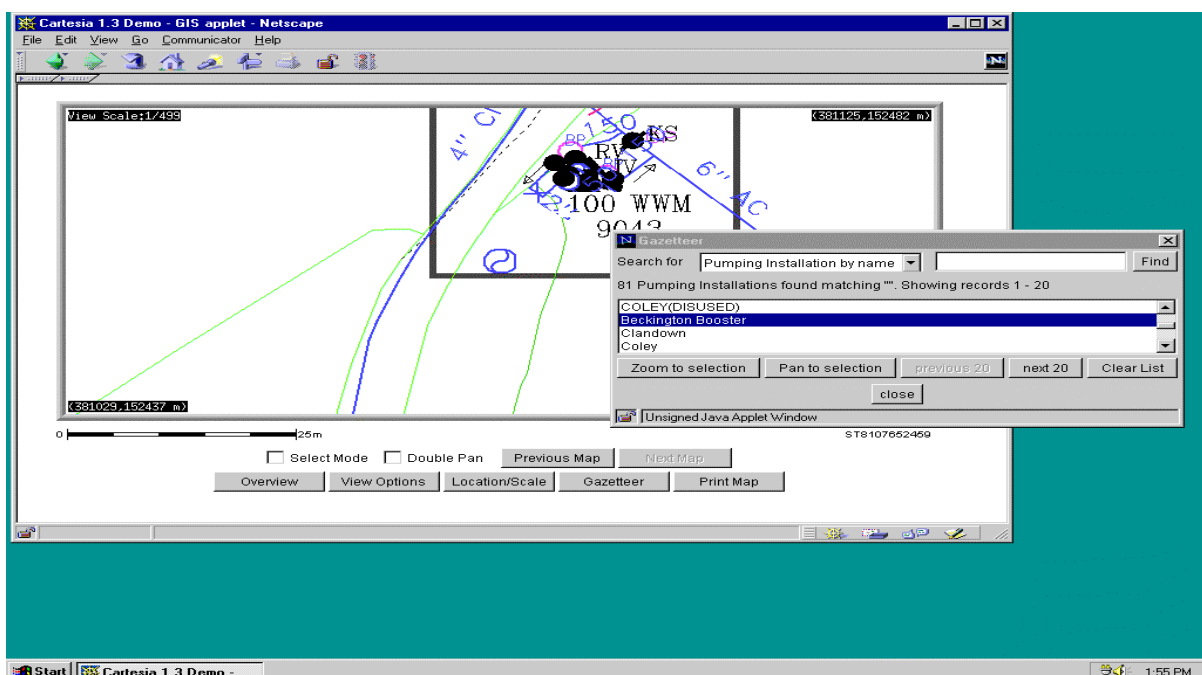 Cartesia 1.3 Demo - GIS applet - Netscape
File Edit View Go Communicator Help
View Scale:1/499
(381125,152482 m)
4" CI
150
KS
BP
RV
6" AC
100 WWM
9043
Gazetteer
Search for Pumping Installation by name Find
81 Pumping Installations found matching "". Showing records 1 - 20
COLEY(DISUSED)
Beckington Booster
Clandown
Coley
Zoom to selection Pan to selection previous 20 next 20 Clear List
close
Unsigned Java Applet Window
(381029,152437 m)
0 25m
ST8107652459
Select Mode Double Pan Previous Map Next Map
Overview View Options Location/Scale Gazetteer Print Map
Start Cartesia 1.3 Demo - 1:55 PM